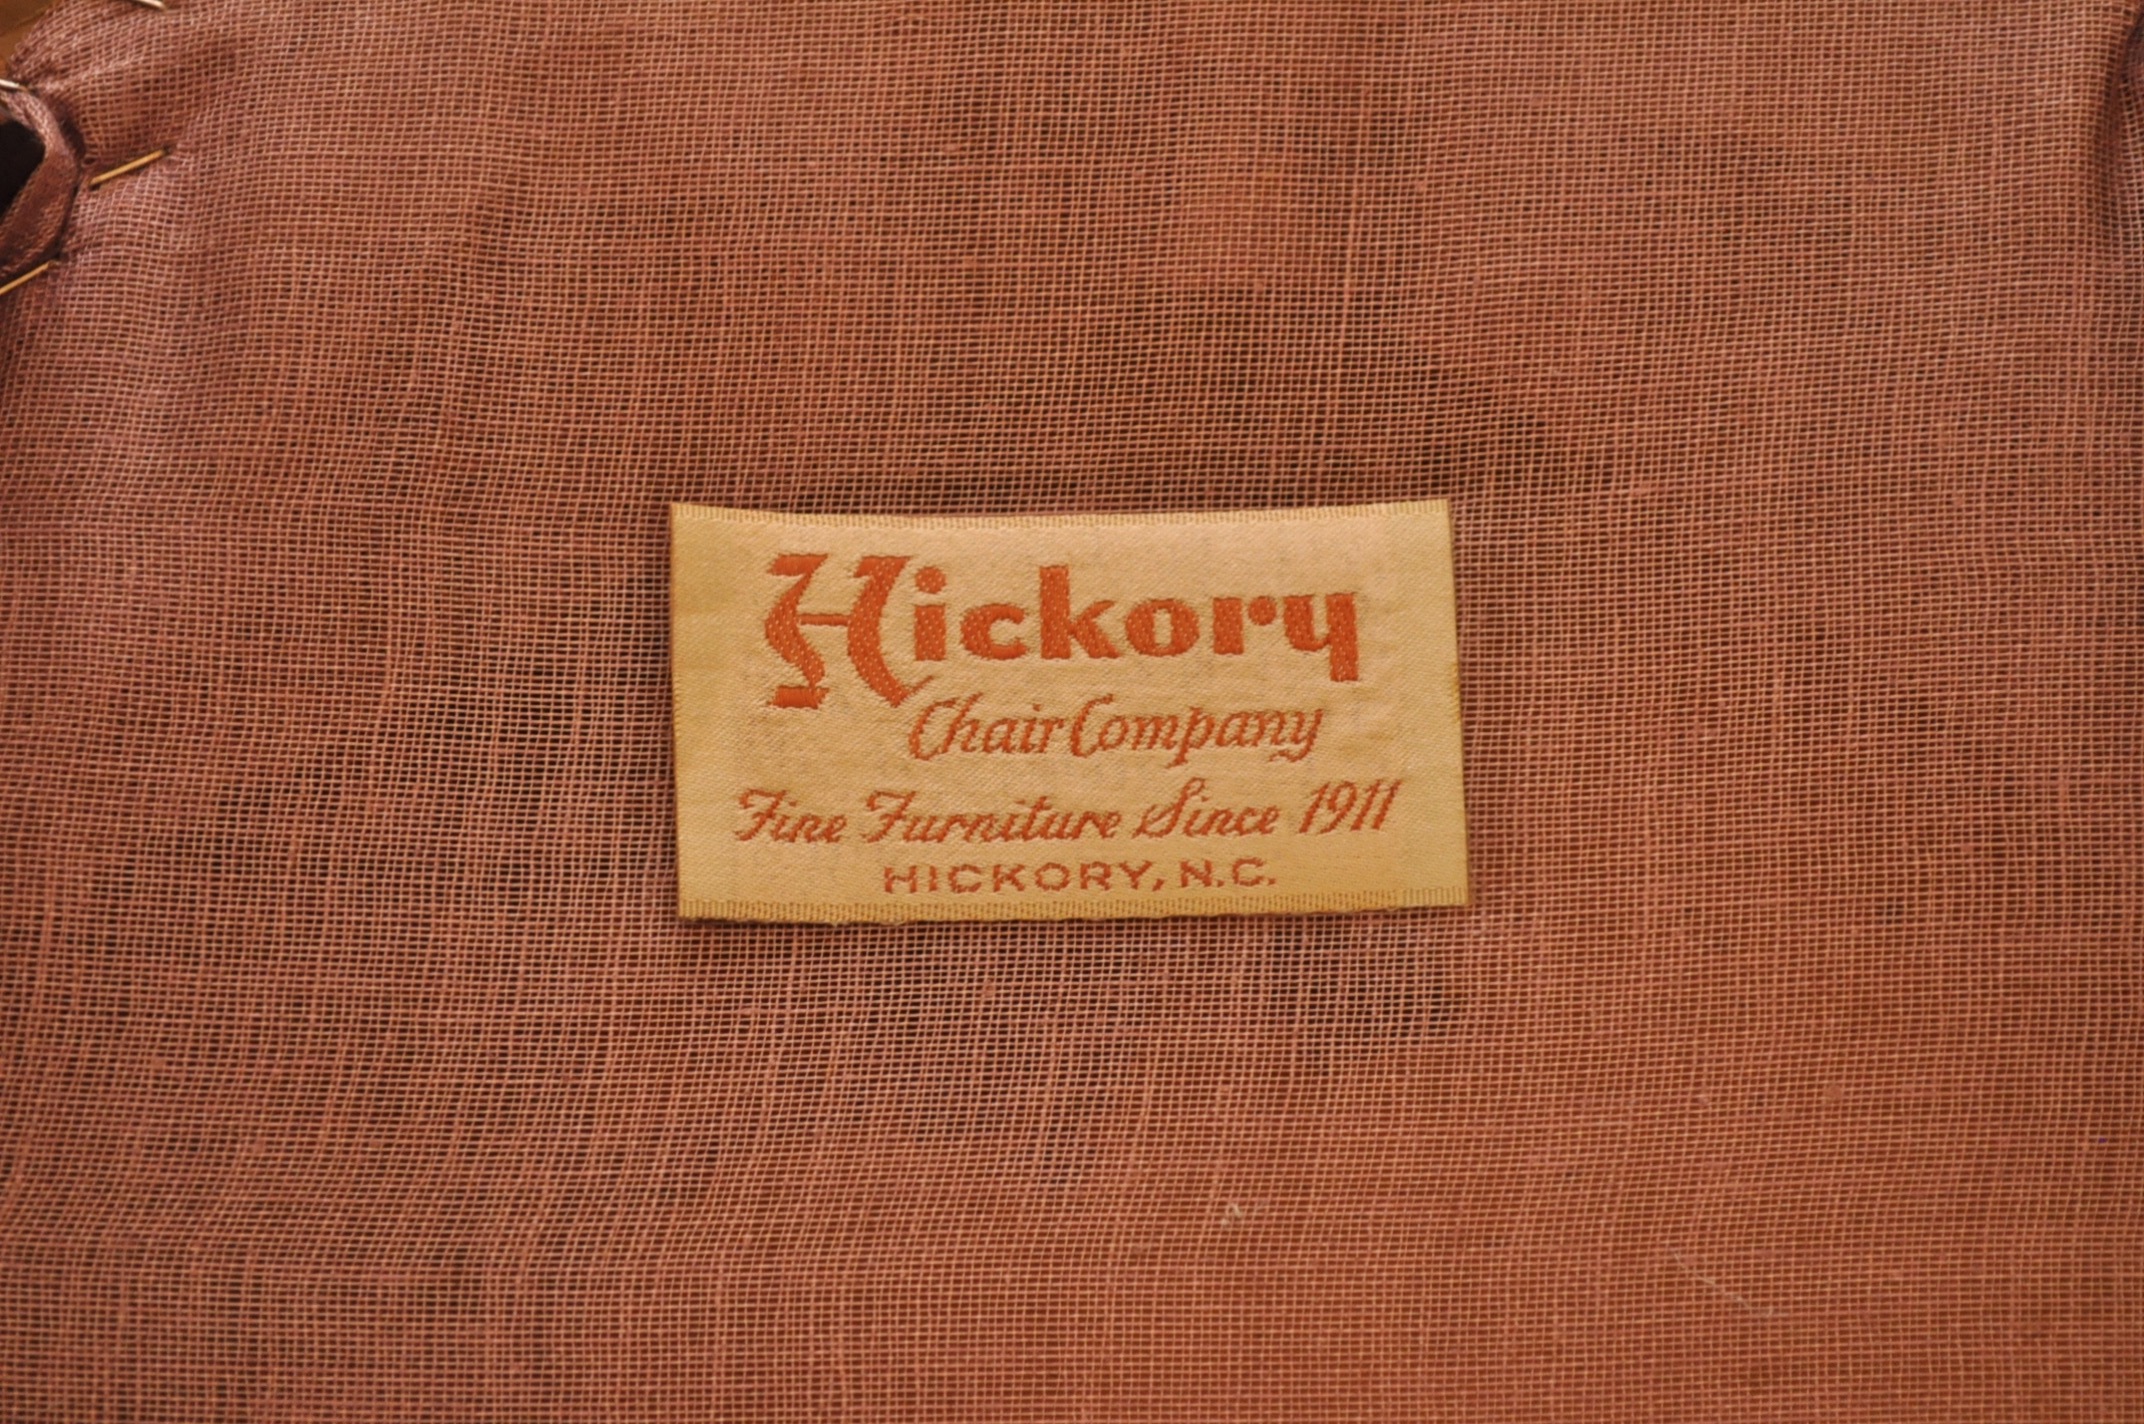 Hickory
Chair Company
Fine Furniture Since 1911
HICKORY, N.C.